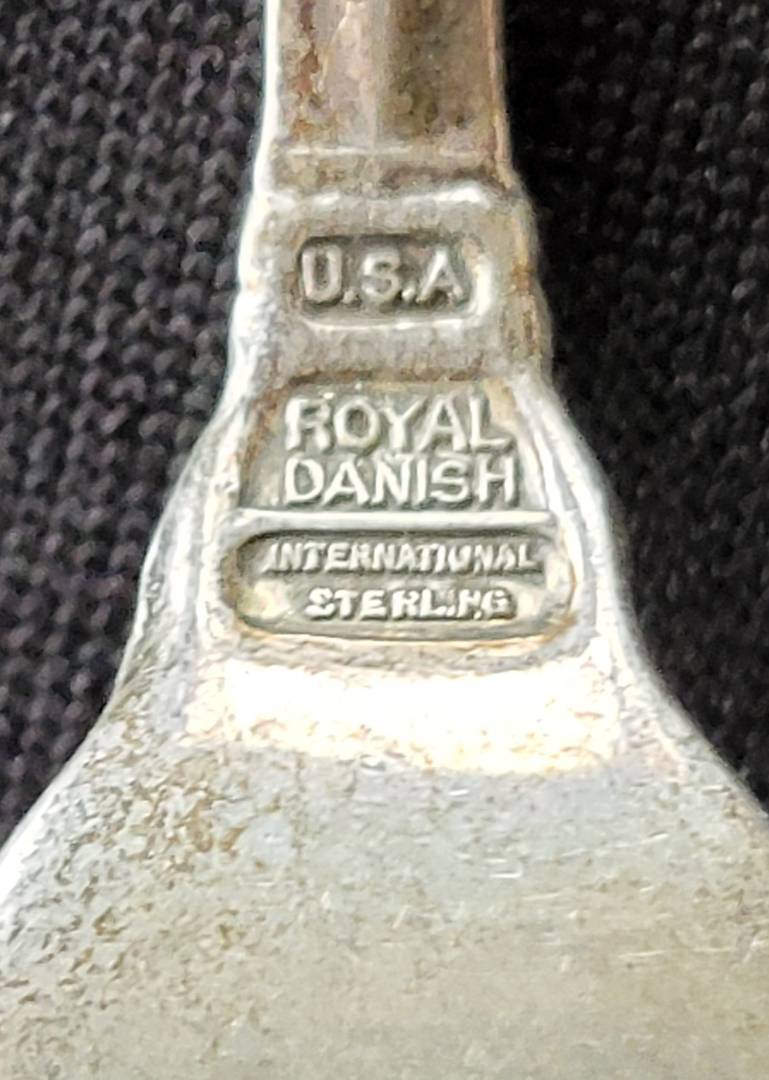 U.S.A
ROYAL
DANISH
INTERNATIONAL
STERLING